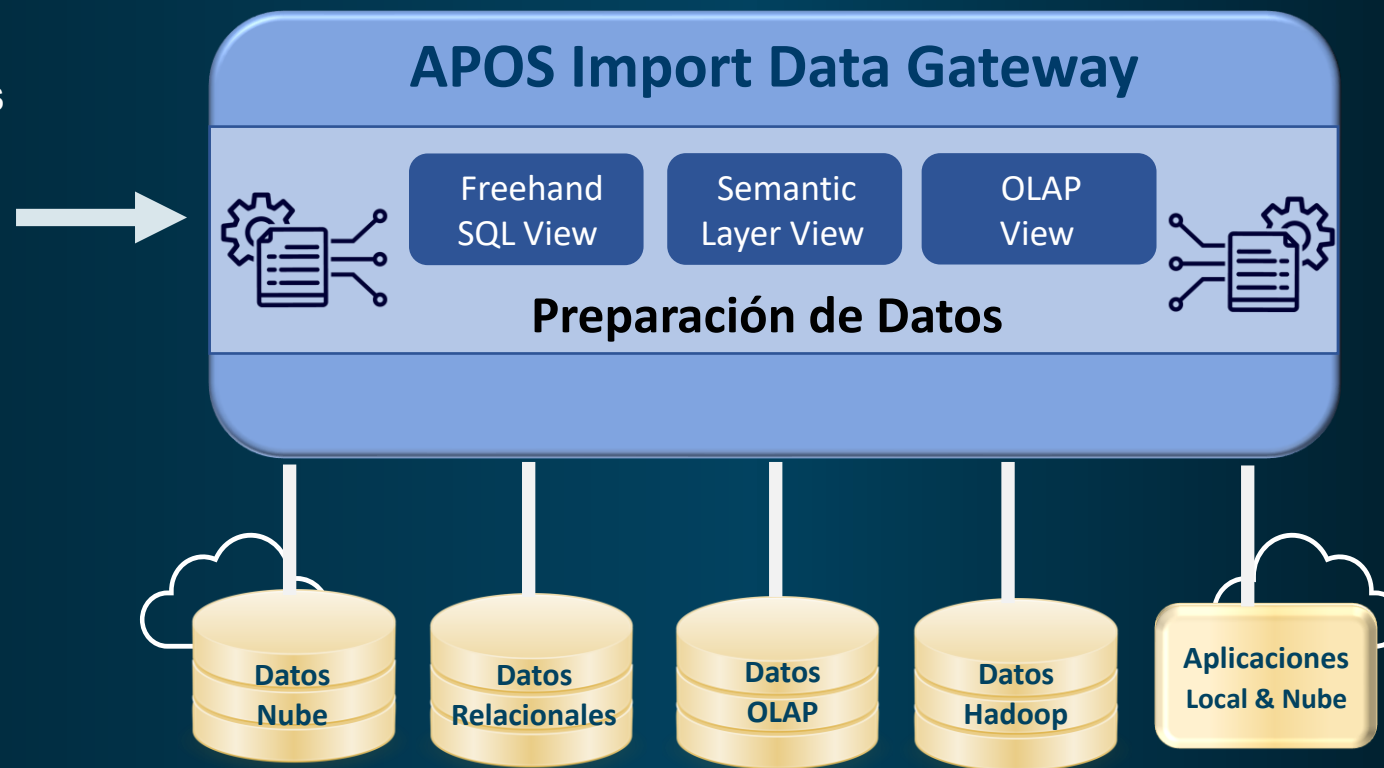 APOS Import Data Gateway
s
Freehand
SQL View
Semantic
Layer View
OLAP
View
Preparación de Datos
Datos
Nube
Datos
Relacionales
Datos
OLAP
Datos
Hadoop
Aplicaciones
Local & Nube